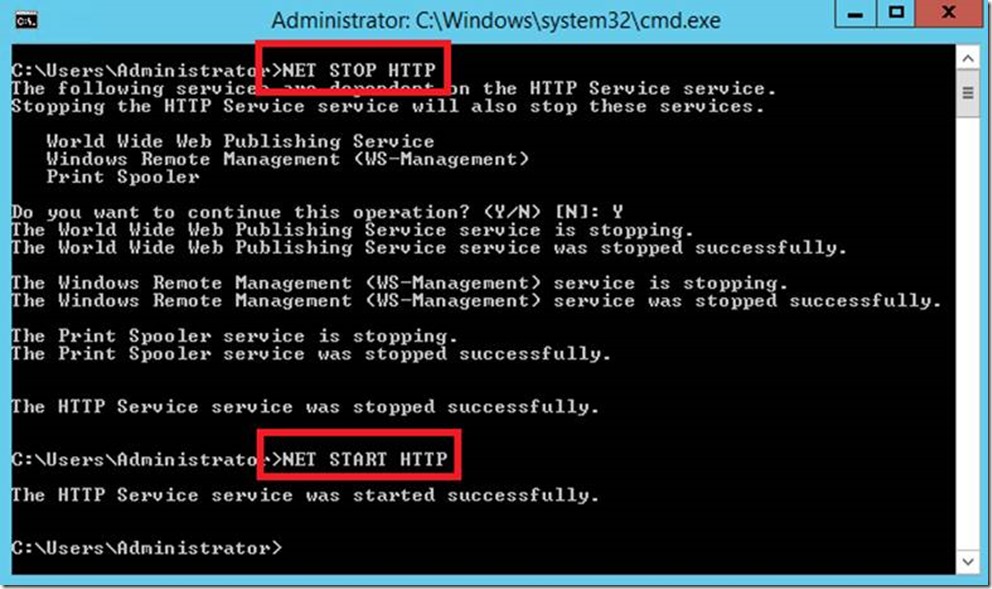 Administrator: C:\Windows\system32\cmd.exe
C:\Users\Administrator>NET STOP HTTP
The following services are dependent on the HTTP Service service.
Stopping the HTTP Service service will also stop these services.
World Wide Web Publishing Service
Windows Remote Management (WS-Management)
Print Spooler
Do you want to continue this operation? (Y/N) [N]: Y
The World Wide Web Publishing Service service is stopping.
The World Wide Web Publishing Service service was stopped successfully.
The Windows Remote Management (WS-Management) service is stopping.
The Windows Remote Management (WS-Management) service was stopped successfully.
The Print Spooler service is stopping.
The Print Spooler service was stopped successfully.
The HTTP Service service was stopped successfully.
C:\Users\Administrator>NET START HTTP
The HTTP Service service was started successfully.
C:\Users\Administrator>